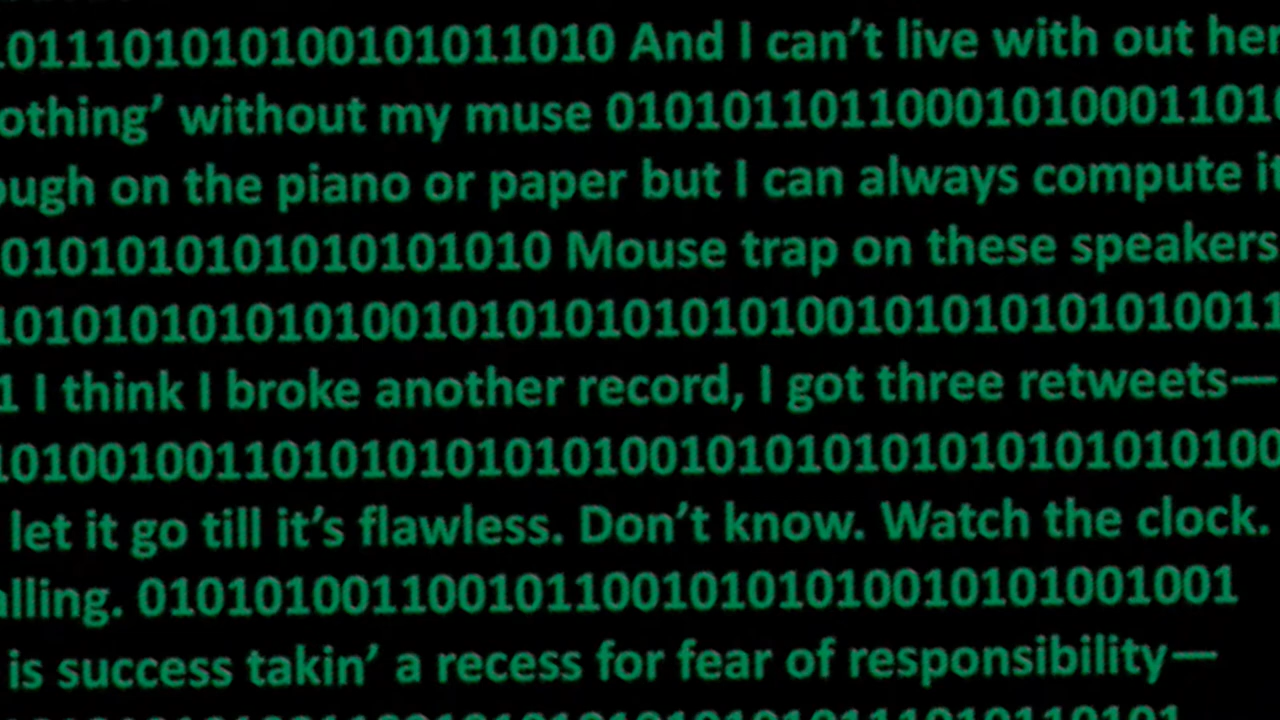 01110101010010101011010 And I can’t live with out her
othing’ without my muse 01010110110001010001101
ough on the piano or paper but I can always compute it
0101010101010101010 Mouse trap on these speakers
101010101010100101010101010100101010101010011
1 I think I broke another record, I got three retweets—
101001001101010101010100101010101010101010100
let it go till it’s flawless. Don’t know. Watch the clock.
alling. 01010100110010110010101010010101001001
is success takin’ a recess for fear of responsibility—